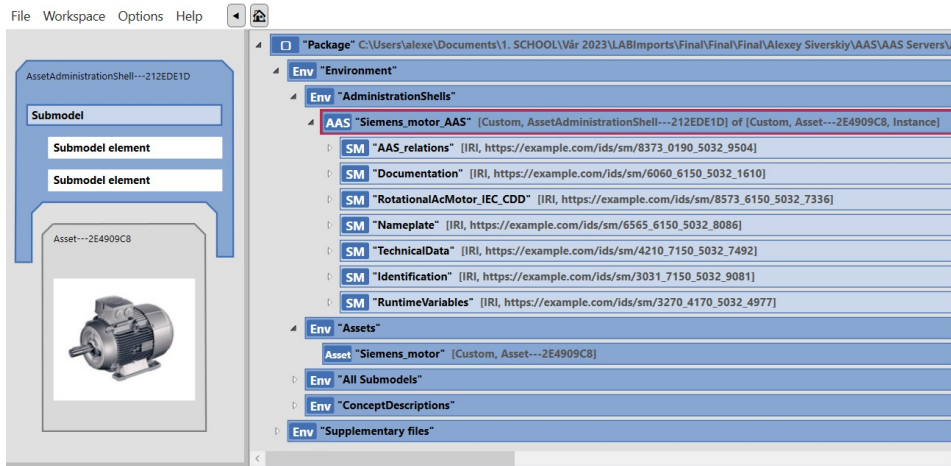 File Workspace Options Help
AssetAdministrationShell---212EDE1D
Submodel
Submodel element
Submodel element
Asset---2E4909C8
"Package" C:\Users\alexe\Documents\1. SCHOOL\Vár 2023\LABImports\Final\Final\Final\Alexey Siverskiy\AAS\AAS Servers\
Env "Environment"
Env "AdministrationShells"
AAS "Siemens_motor_AAS" [Custom, AssetAdministrationShell---212EDE1D] of [Custom, Asset---2E4909C8, Instance]
SM "AAS_relations" [IRI, https://example.com/ids/sm/8373_0190_5032_9504]
SM "Documentation" [IRI, https://example.com/ids/sm/6060_6150_5032_1610]
SM "RotationalAcMotor_IEC_CDD" [IRI, https://example.com/ids/sm/8573_6150_5032_7336]
SM "Nameplate" [IRI, https://example.com/ids/sm/6565_6150_5032_8086]
SM "TechnicalData" [IRI, https://example.com/ids/sm/4210_7150_5032_7492]
SM "Identification" [IRI, https://example.com/ids/sm/3031_7150_5032_9081]
SM "RuntimeVariables" [IRI, https://example.com/ids/sm/3270_4170_5032_4977]
Env "Assets"
Asset "Siemens_motor" [Custom, Asset---2E4909C8]
Env "All Submodels"
Env "ConceptDescriptions"
Env "Supplementary files"